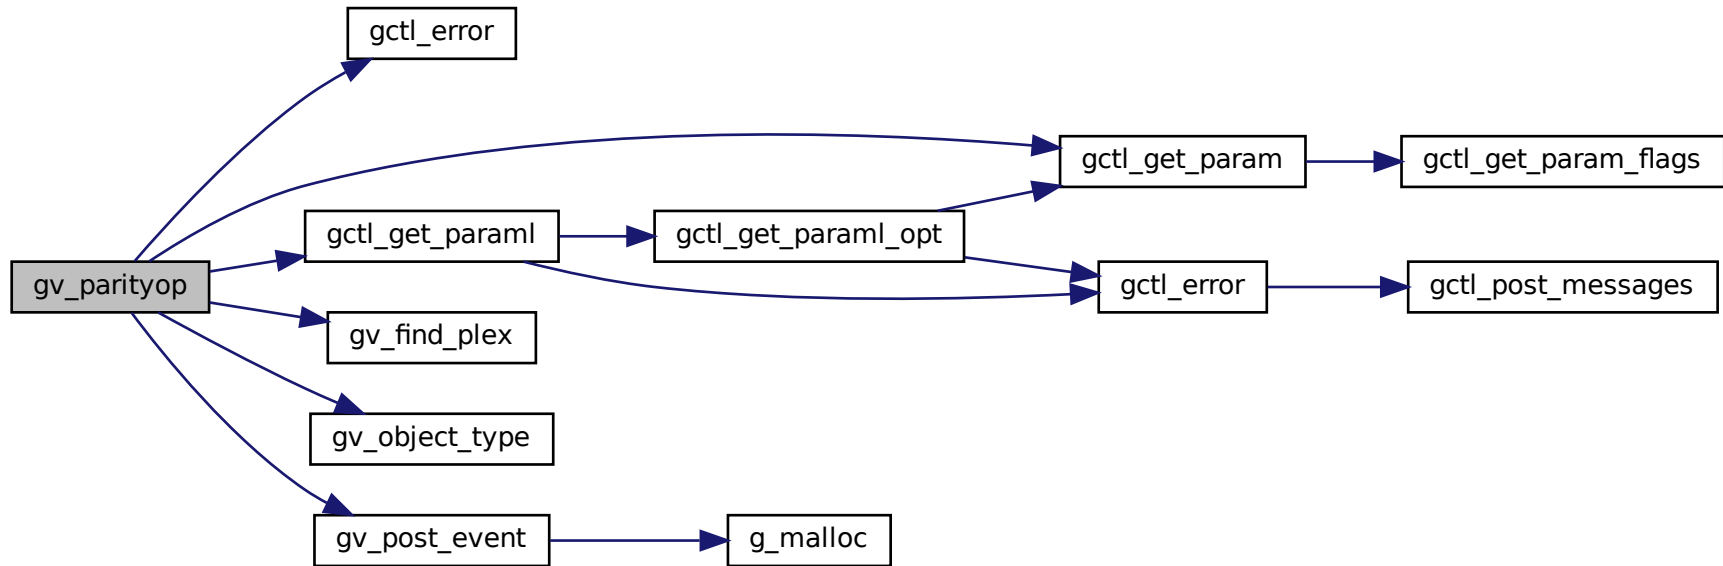 gctl_error
gctl_get_param
gctl_get_param_flags
gctl_get_paraml
gctl_get_paraml_opt
gv_parityop
gctl_error
gctl_post_messages
gv_find_plex
gv_object_type
gv_post_event
g_malloc